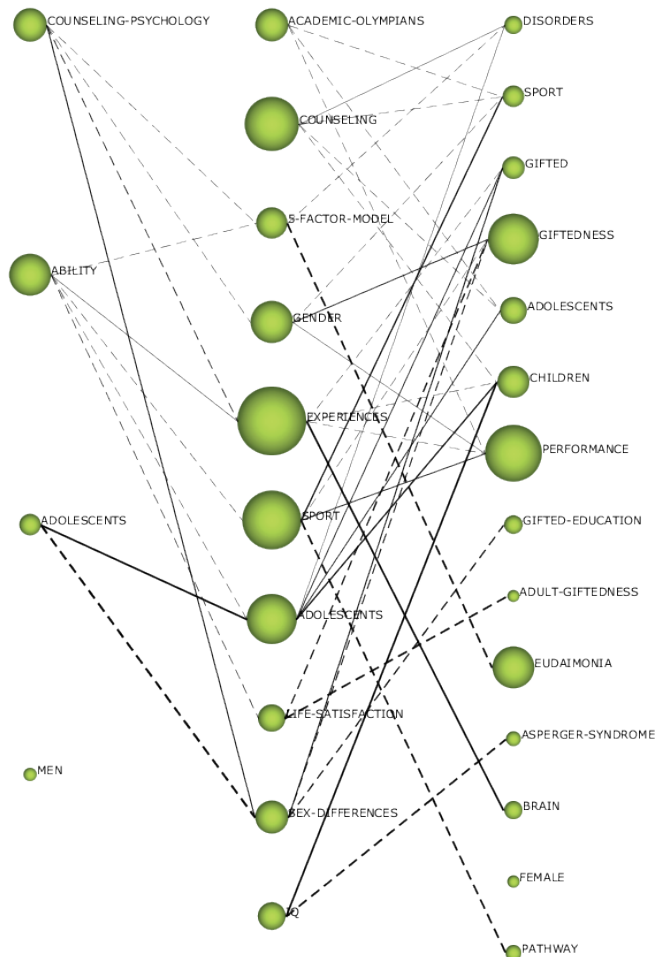 COUNSELING-PSYCHOLOGY
ABILITY
ADOLESCENTS
MEN
ACADEMIC-OLYMPIANS
COUNSELING
5-FACTOR-MODEL
GENDER
EXPERIENCES
SPORT
ADOLESCENTS
LIFE-SATISFACTION
SEX-DIFFERENCES
IQ
DISORDERS
SPORT
GIFTED
GIFTEDNESS
ADOLESCENTS
CHILDREN
PERFORMANCE
GIFTED-EDUCATION
ADULT-GIFTEDNESS
EUDAIMONIA
ASPERGER-SYNDROME
BRAIN
FEMALE
PATHWAY